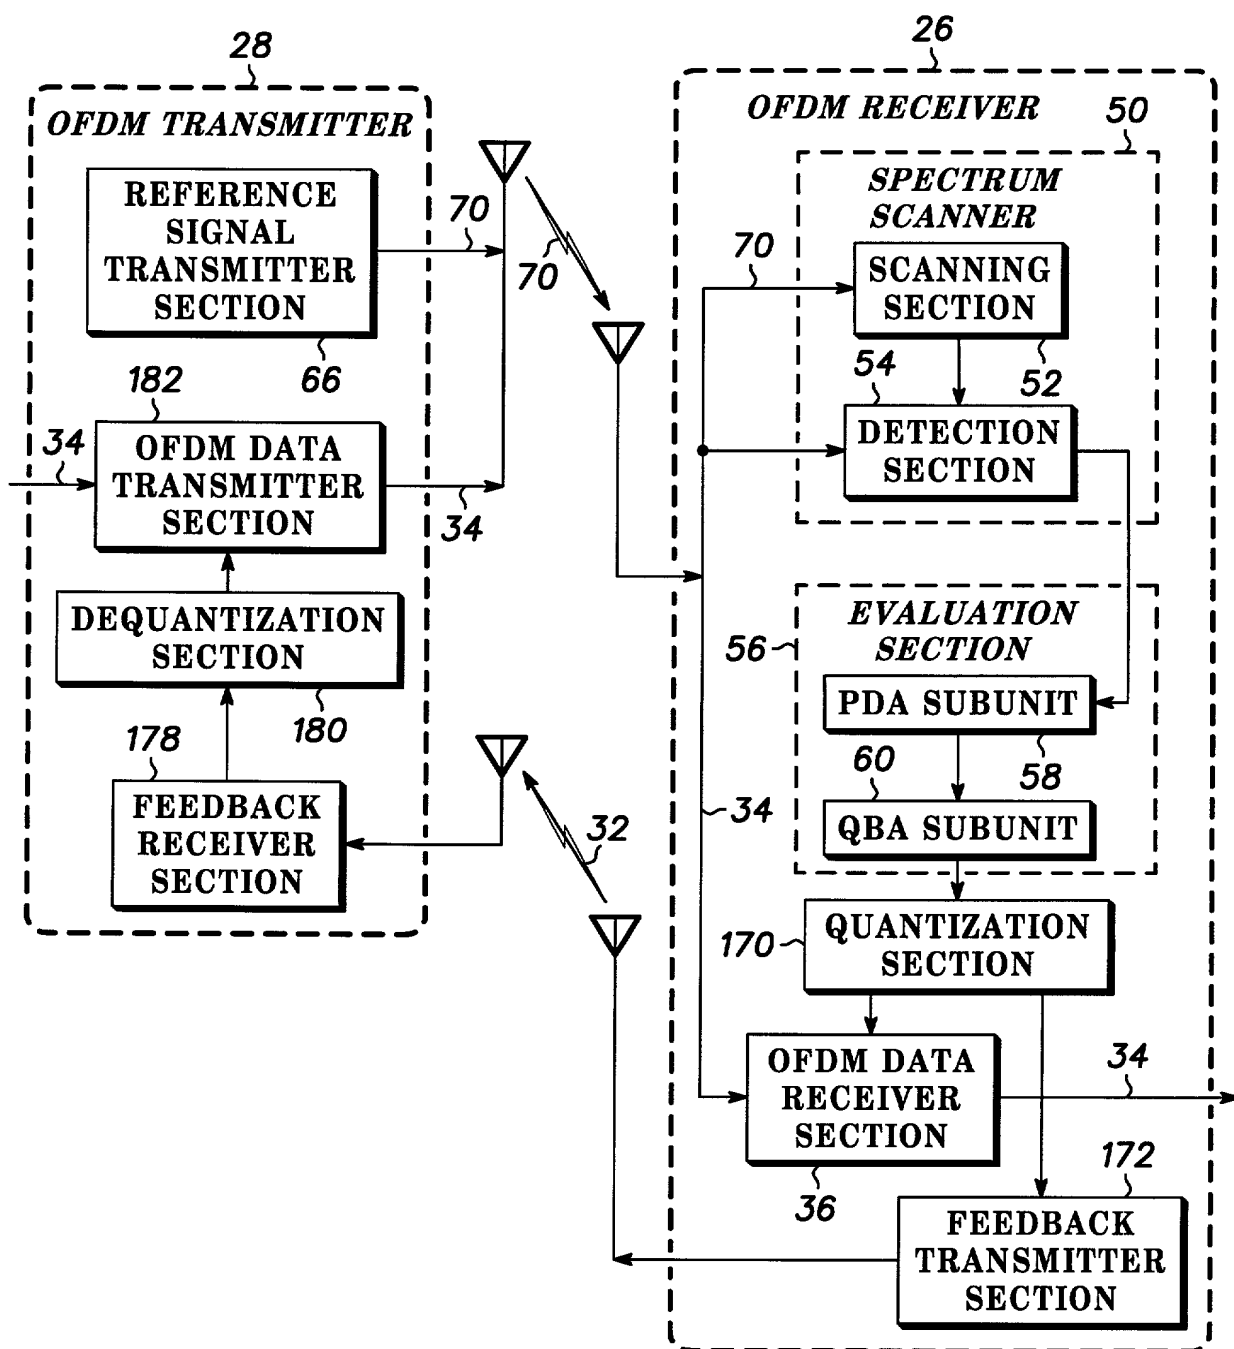 28
OFDM TRANSMITTER
REFERENCE
SIGNAL
TRANSMITTER
SECTION
66
70
70
182
34
OFDM DATA
TRANSMITTER
SECTION
34
DEQUANTIZATION
SECTION
180
178
FEEDBACK
RECEIVER
SECTION
32
26
OFDM RECEIVER
50
SPECTRUM
SCANNER
70
SCANNING
SECTION
52
54
DETECTION
SECTION
EVALUATION
SECTION
56
PDA SUBUNIT
58
60
QBA SUBUNIT
34
QUANTIZATION
SECTION
170
OFDM DATA
RECEIVER
SECTION
36
34
172
FEEDBACK
TRANSMITTER
SECTION